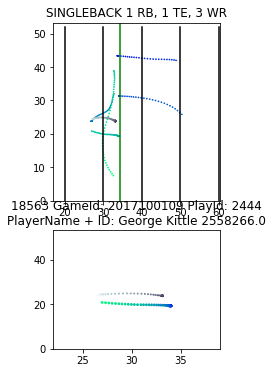 SINGLEBACK 1 RB, 1 TE, 3 WR
50
40
30
20
10
0
20 30 40 50 60
18563 GameId: 2017100109 PlayId: 2444
PlayerName + ID: George Kittle 2558266.0
40
20
0
25 30 35